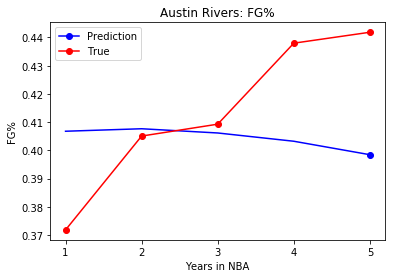 Austin Rivers: FG%
Prediction
True
0.44
0.43
0.42
0.41
0.40
0.39
0.38
0.37
FG%
1 2 3 4 5
Years in NBA